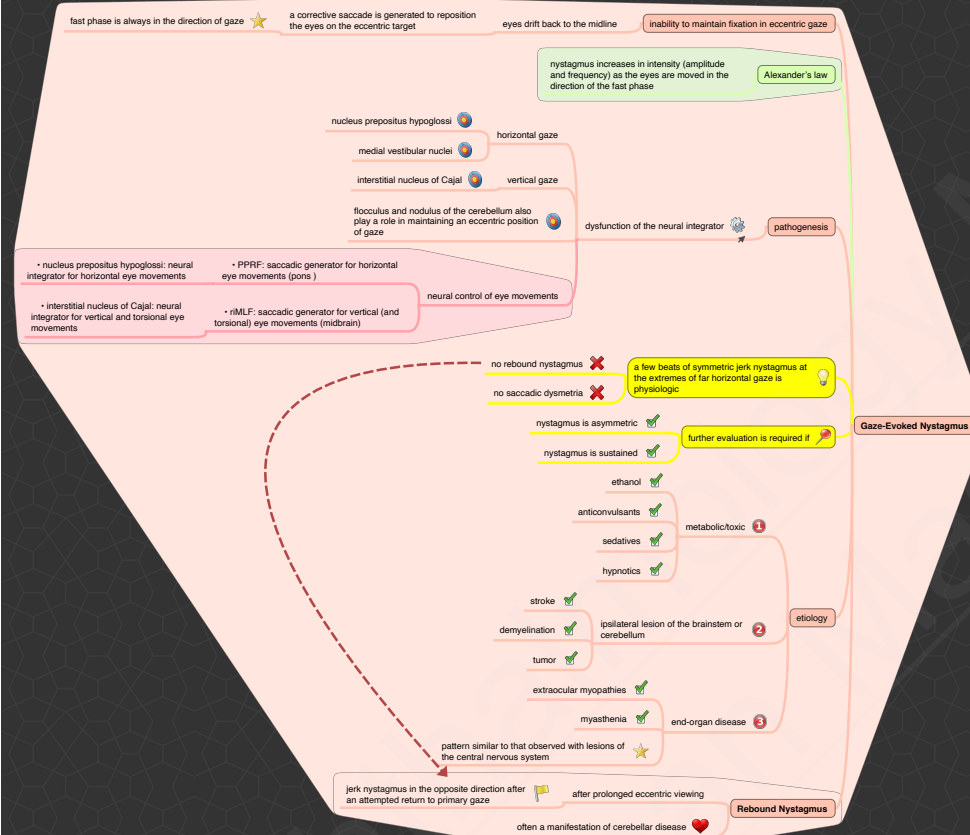 fast phase is always in the direction of gaze
a corrective saccade is generated to reposition
the eyes on the eccentric target
eyes drift back to the midline
inability to maintain fixation in eccentric gaze
nystagmus increases in intensity (amplitude
and frequency) as the eyes are moved in the
direction of the fast phase
Alexander's law
nucleus prepositus hypoglossi
medial vestibular nuclei
horizontal gaze
interstitial nucleus of Cajal
vertical gaze
flocculus and nodulus of the cerebellum also
play a role in maintaining an eccentric position
of gaze
dysfunction of the neural integrator
pathogenesis
• nucleus prepositus hypoglossi: neural
integrator for horizontal eye movements
• PPRF: saccadic generator for horizontal
eye movements (pons )
• interstitial nucleus of Cajal: neural
integrator for vertical and torsional eye
movements
• riMLF: saccadic generator for vertical (and
torsional) eye movements (midbrain)
neural control of eye movements
no rebound nystagmus
no saccadic dysmetria
a few beats of symmetric jerk nystagmus at
the extremes of far horizontal gaze is
physiologic
nystagmus is asymmetric
nystagmus is sustained
further evaluation is required if
Gaze-Evoked Nystagmus
ethanol
anticonvulsants
sedatives
hypnotics
metabolic/toxic
1
stroke
demyelination
tumor
ipsilateral lesion of the brainstem or
cerebellum
2
etiology
extraocular myopathies
myasthenia
pattern similar to that observed with lesions of
the central nervous system
end-organ disease
3
jerk nystagmus in the opposite direction after
an attempted return to primary gaze
after prolonged eccentric viewing
often a manifestation of cerebellar disease
Rebound Nystagmus